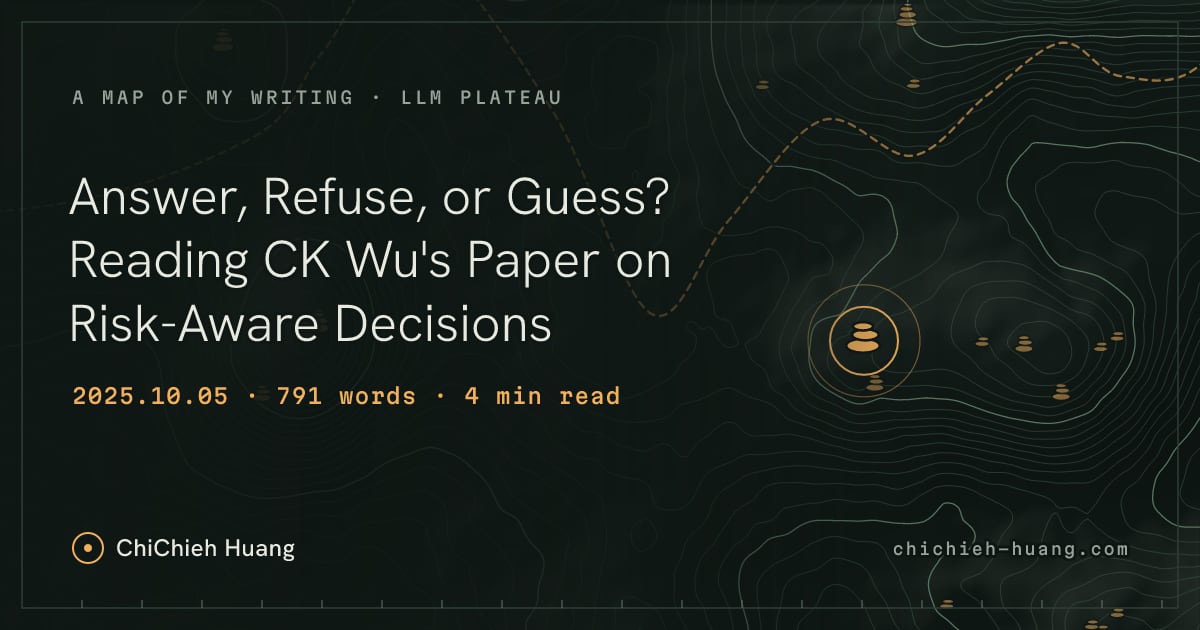 A MAP OF MY WRITING · LLM PLATEAU
Answer, Refuse, or Guess?
Reading CK Wu's Paper on
Risk-Aware Decisions
2025.10.05 · 791 words · 4 min read
ChiChieh Huang
chichieh-huang.com